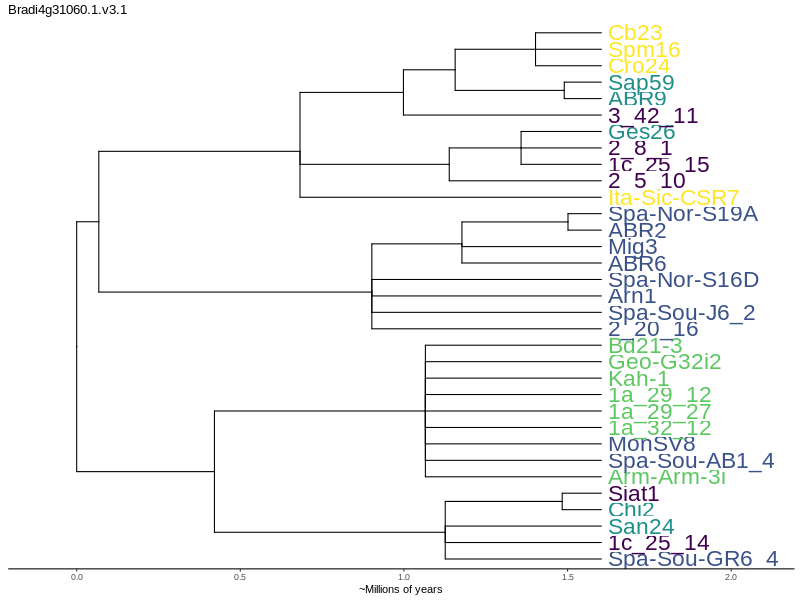 Bradi4g31060.1.v3.1
Cb23
Spm16
Cro24
Sap59
ABR9
3_42_11
Ges26
2_8_1
1c_25_15
2_5_10
Ita-Sic-CSR7
Spa-Nor-S19A
ABR2
Mig3
ABR6
Spa-Nor-S16D
Arn1
Spa-Sou-J6_2
2_20_16
Bd21-3
Geo-G32i2
Kah-1
1a_29_12
1a_29_27
1a_32_12
MonSV8
Spa-Sou-AB1_4
Arm-Arm-3i
Siat1
Chi2
San24
1c_25_14
Spa-Sou-GR6_4
0.0 0.5 1.0 1.5 2.0
~Millions of years